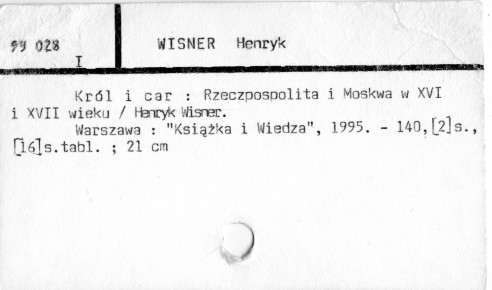 99 028
I
WISNER Henryk
Król i car : Rzeczpospolita i Moskwa w XVI
i XVII wieku / Henryk Wisner.
Warszawa : "Książka i Wiedza", 1995. - 140,[2]s.,
[16]s.tabl. ; 21 cm